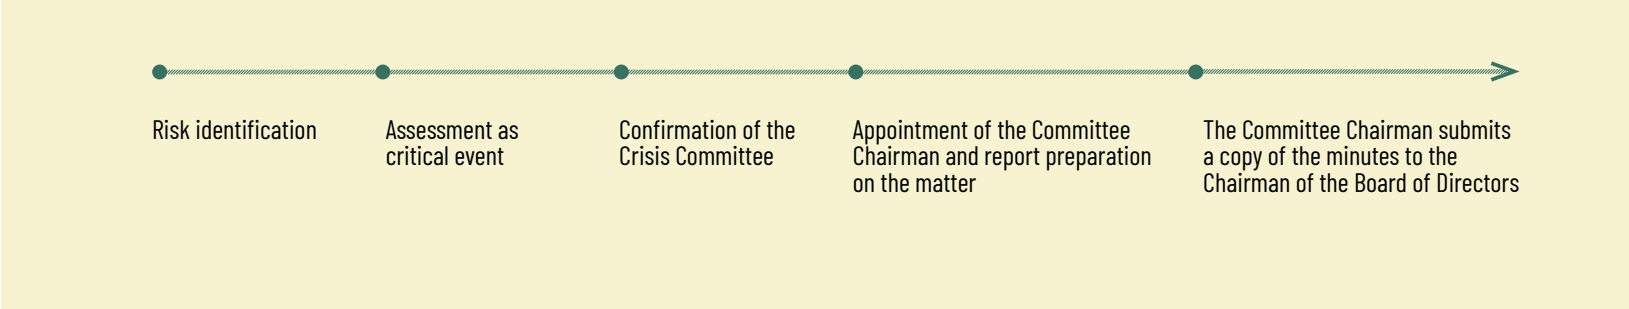 Risk identification
Assessment as
critical event
Confirmation of the
Crisis Committee
Appointment of the Committee
Chairman and report preparation
on the matter
The Committee Chairman submits
a copy of the minutes to the
Chairman of the Board of Directors